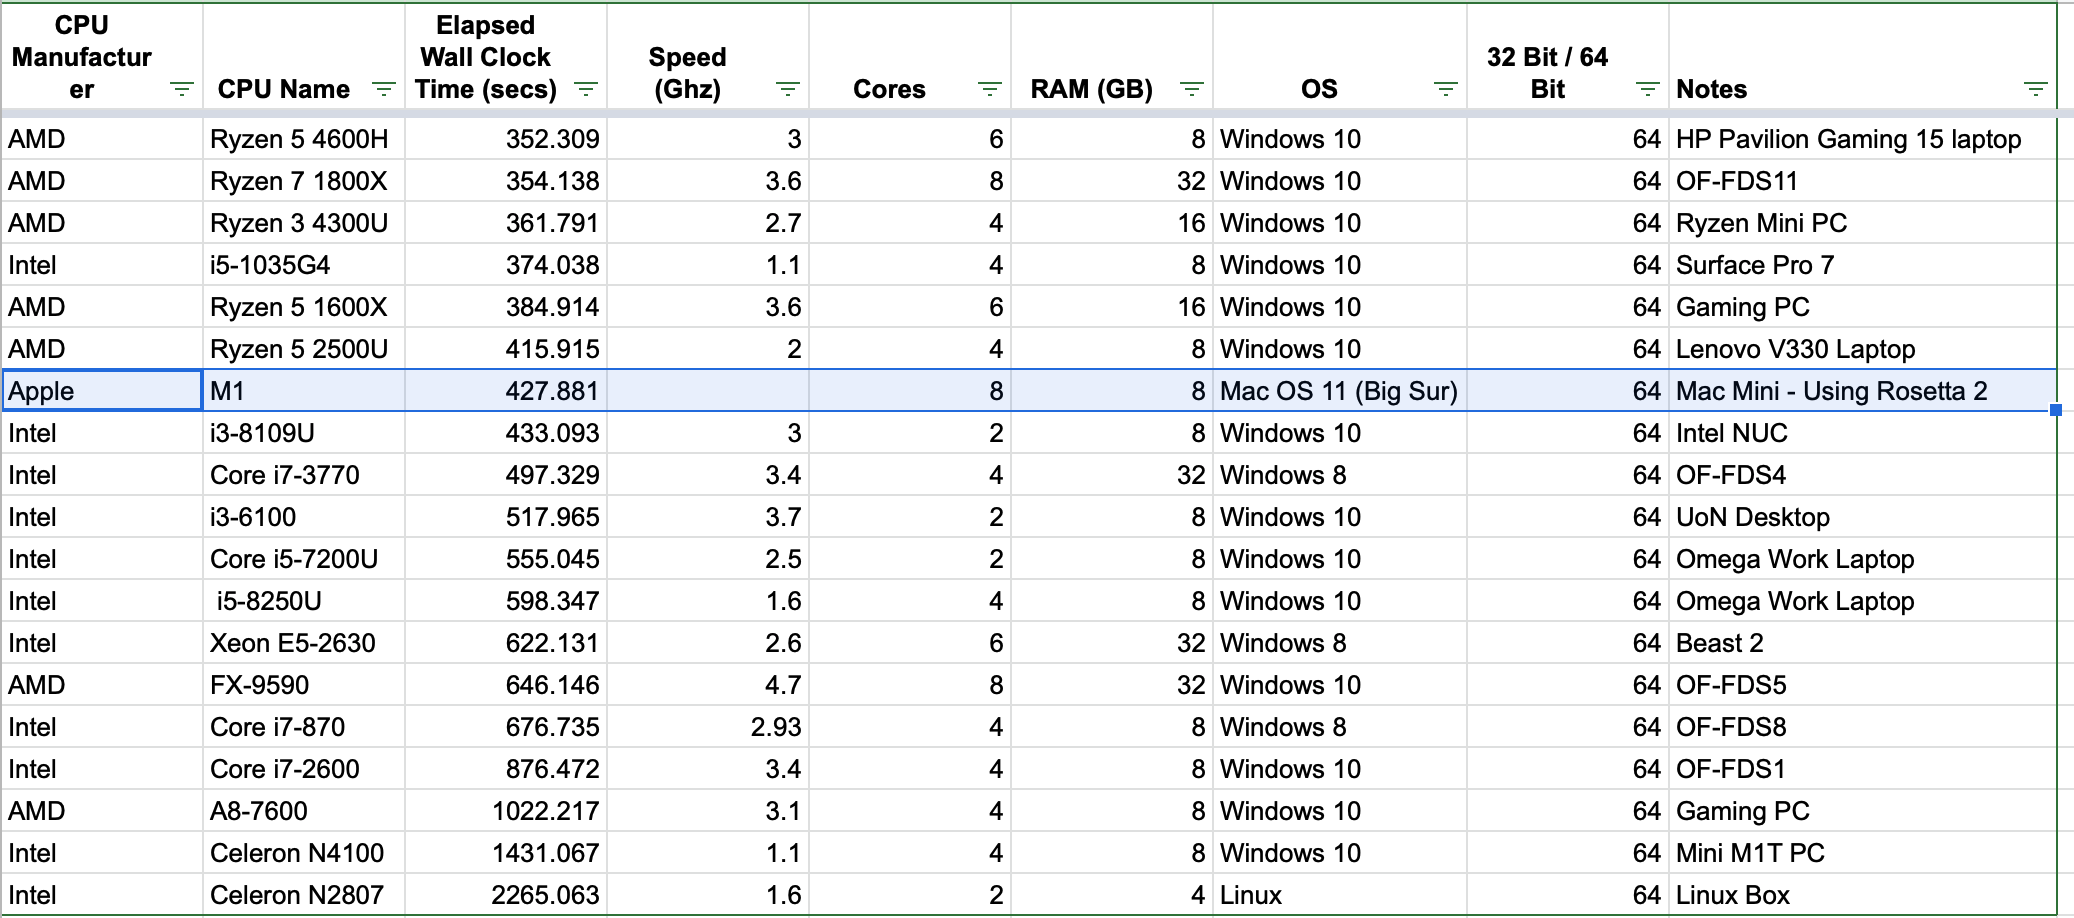 CPU Manufacturer CPU Name Elapsed Wall Clock Time (secs) Speed (Ghz) Cores RAM (GB) OS 32 Bit / 64 Bit Notes
AMD Ryzen 5 4600H 352.309 3 6 8 Windows 10 64 HP Pavilion Gaming 15 laptop
AMD Ryzen 7 1800X 354.138 3.6 8 32 Windows 10 64 OF-FDS11
AMD Ryzen 3 4300U 361.791 2.7 4 16 Windows 10 64 Ryzen Mini PC
Intel i5-1035G4 374.038 1.1 4 8 Windows 10 64 Surface Pro 7
AMD Ryzen 5 1600X 384.914 3.6 6 16 Windows 10 64 Gaming PC
AMD Ryzen 5 2500U 415.915 2 4 8 Windows 10 64 Lenovo V330 Laptop
Apple M1 427.881 8 8 Mac OS 11 (Big Sur) 64 Mac Mini - Using Rosetta 2
Intel i3-8109U 433.093 3 2 8 Windows 10 64 Intel NUC
Intel Core i7-3770 497.329 3.4 4 32 Windows 8 64 OF-FDS4
Intel i3-6100 517.965 3.7 2 8 Windows 10 64 UoN Desktop
Intel Core i5-7200U 555.045 2.5 2 8 Windows 10 64 Omega Work Laptop
Intel i5-8250U 598.347 1.6 4 8 Windows 10 64 Omega Work Laptop
Intel Xeon E5-2630 622.131 2.6 6 32 Windows 8 64 Beast 2
AMD FX-9590 646.146 4.7 8 32 Windows 10 64 OF-FDS5
Intel Core i7-870 676.735 2.93 4 8 Windows 8 64 OF-FDS8
Intel Core i7-2600 876.472 3.4 4 8 Windows 10 64 OF-FDS1
AMD A8-7600 1022.217 3.1 4 8 Windows 10 64 Gaming PC
Intel Celeron N4100 1431.067 1.1 4 8 Windows 10 64 Mini M1T PC
Intel Celeron N2807 2265.063 1.6 2 4 Linux 64 Linux Box